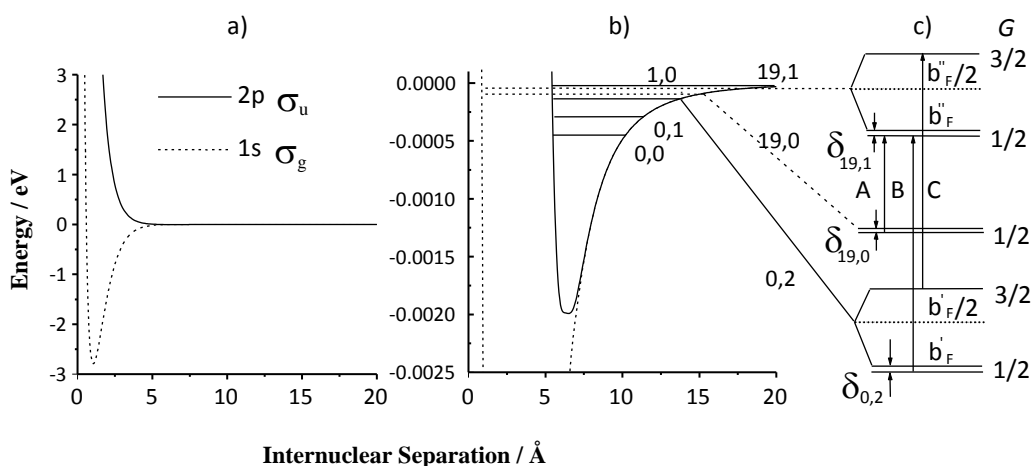 a)
3
2
1
0
-1
-2
-3
0 5 10 15 20
2p σu
1s σg
Energy / eV
Internuclear Separation / Å
b)
0.0000
-0.0005
-0.0010
-0.0015
-0.0020
-0.0025
0 5 10 15 20
1,0
19,1
0,1
0,0
19,0
0,2
c)
G
3/2
b''F/2
b''F
1/2
δ19,1
A B C
1/2
δ19,0
3/2
b'F/2
b'F
1/2
δ0,2